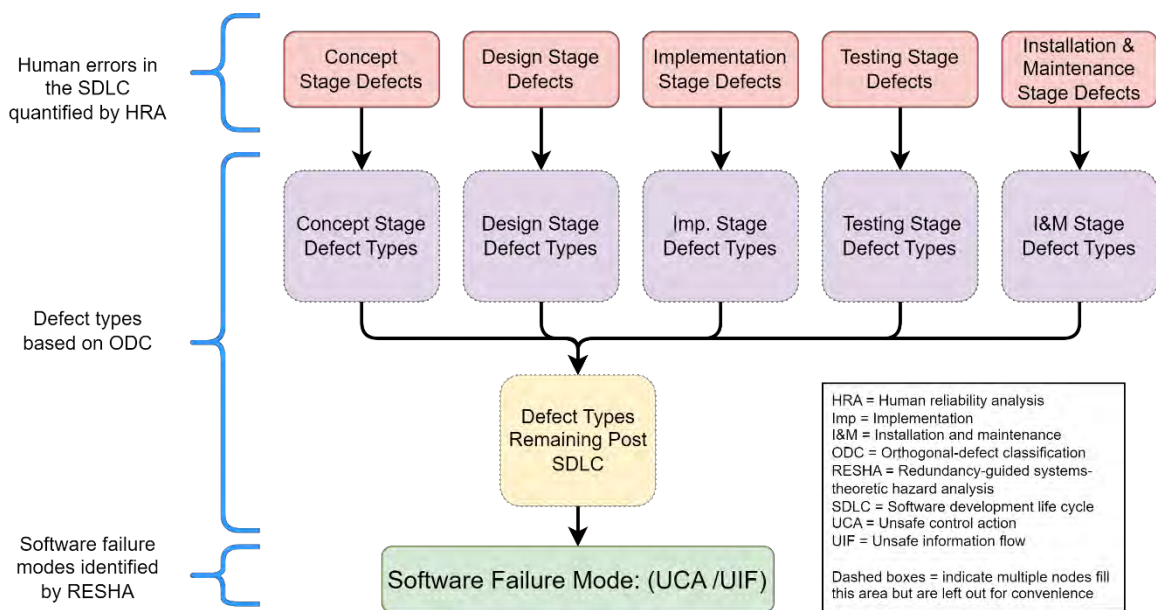 Human errors in
the SDLC
quantified by HRA
Concept
Stage Defects
Design Stage
Defects
Implementation
Stage Defects
Testing Stage
Defects
Installation &
Maintenance
Stage Defects
Defect types
based on ODC
Concept Stage
Defect Types
Design Stage
Defect Types
Imp. Stage
Defect Types
Testing Stage
Defect Types
I&M Stage
Defect Types
Defect Types
Remaining Post
SDLC
Software failure
modes identified
by RESHA
Software Failure Mode: (UCA /UIF)
HRA = Human reliability analysis
Imp = Implementation
I&M = Installation and maintenance
ODC = Orthogonal-defect classification
RESHA = Redundancy-guided systems-
theoretic hazard analysis
SDLC = Software development life cycle
UCA = Unsafe control action
UIF = Unsafe information flow
Dashed boxes = indicate multiple nodes fill
this area but are left out for convenience